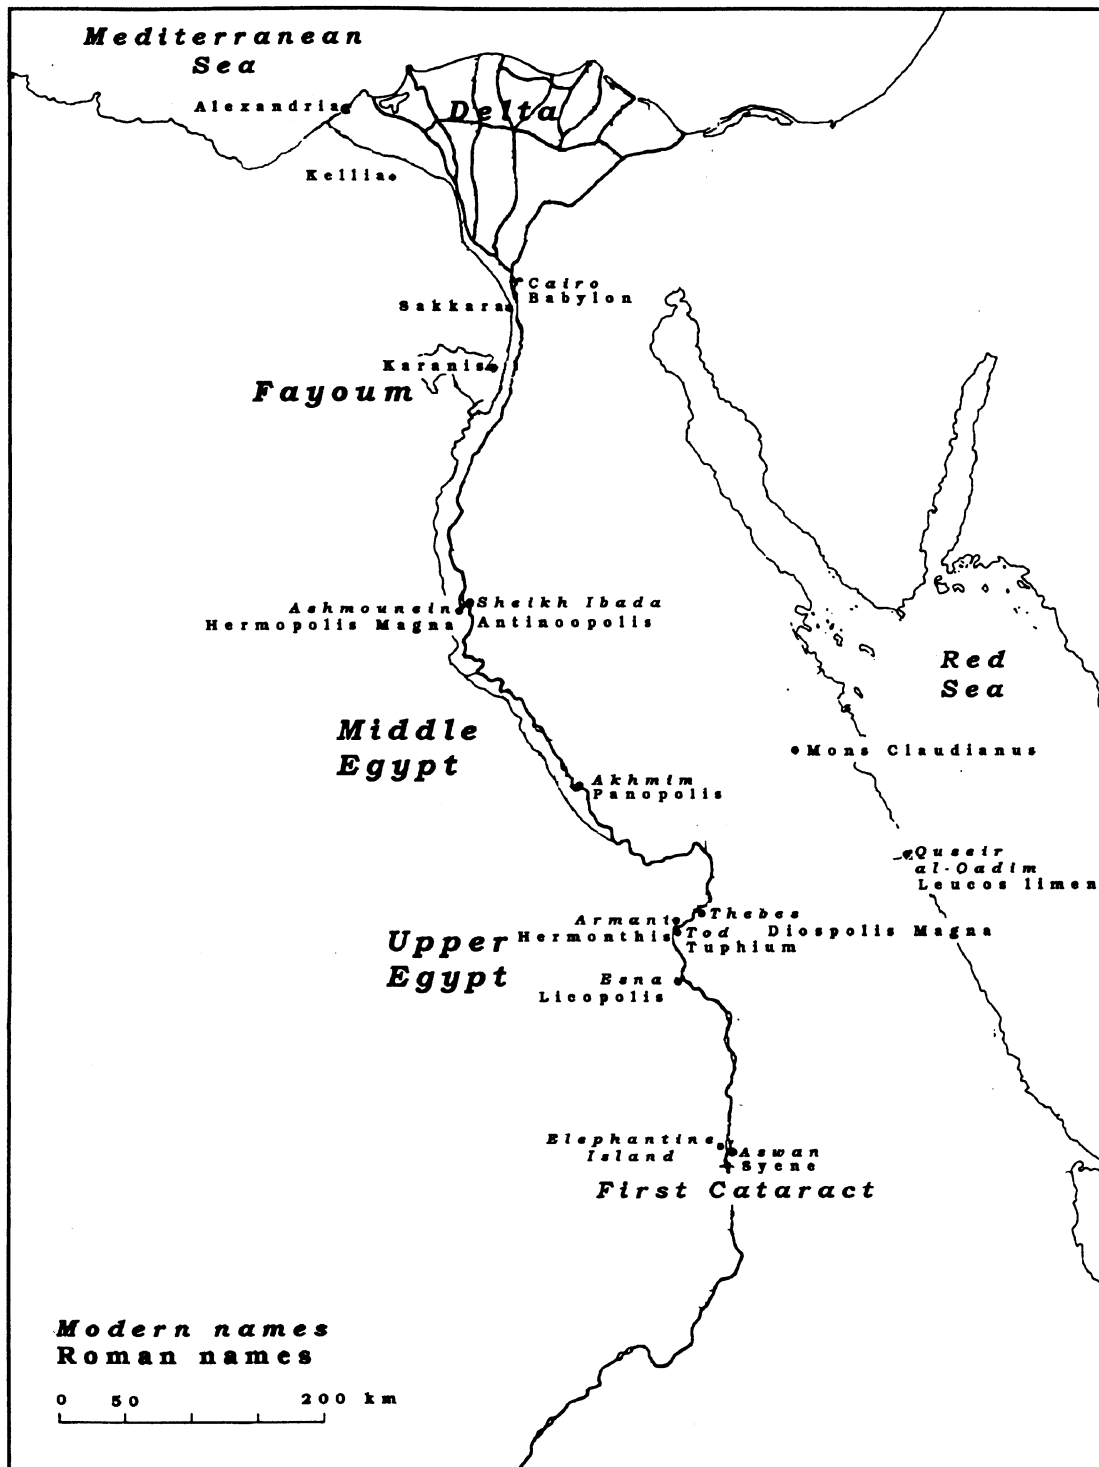 Mediterranean
Sea
Alexandria
Delta
Kellia
Cairo
Babylon
Sakkara
Karanis
Fayoum
Ashmounein
Hermopolis Magna
Sheikh Ibada
Antinoopolis
Red
Sea
Middle
Egypt
Mons Claudianus
Akhmim
Panopolis
Quseir
al-Qadim
Leucos limen
Thebes
Diospolis Magna
Armant
Hermonthis
Tod
Tuphium
Upper
Egypt
Esna
Licopolis
Elephantine
Island
Aswan
Syene
First Cataract
Modern names
Roman names
0 50 200 km